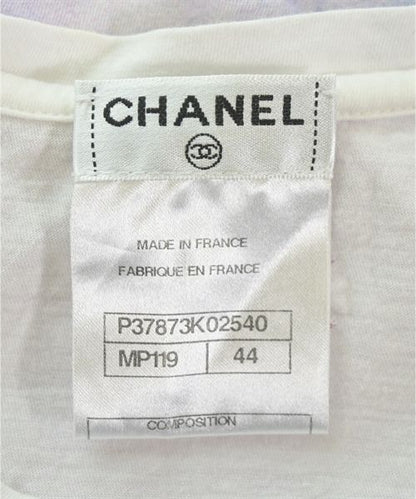 CHANEL
MADE IN FRANCE
FABRIQUE EN FRANCE
P37873K02540
MP119 44
COMPOSITION